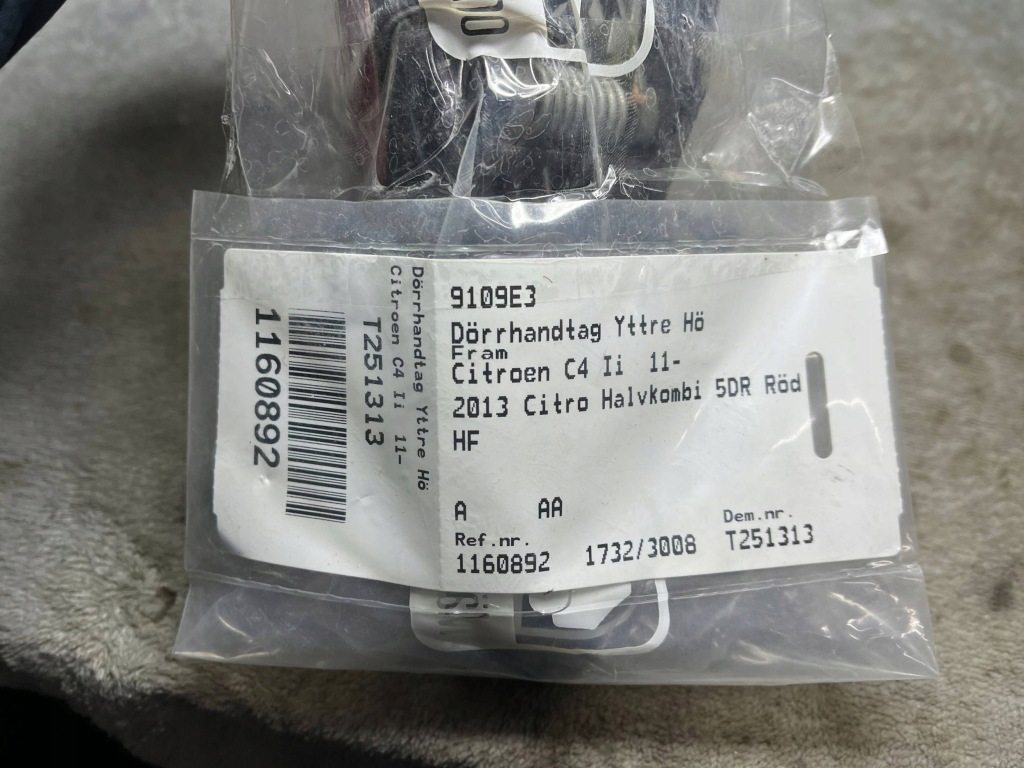 1160892
T251313
Dörrhandtag Yttre Hö
Citroen C4 Ii 11-
9109E3
Dörrhandtag Yttre Hö
Fram
Citroen C4 Ii 11-
2013 Citro Halvkombi 5DR Röd
HF
A AA
Ref.nr. Dem.nr.
1160892 1732/3008 T251313